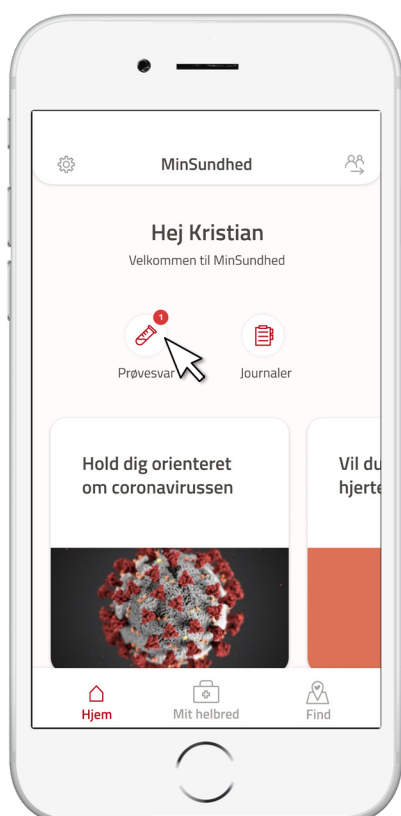 MinSundhed
Hej Kristian
Velkommen til MinSundhed
1
Prøvesvar
Journaler
Hold dig orienteret
om coronavirussen
Vil du
hjerte
Hjem
Mit helbred
Find